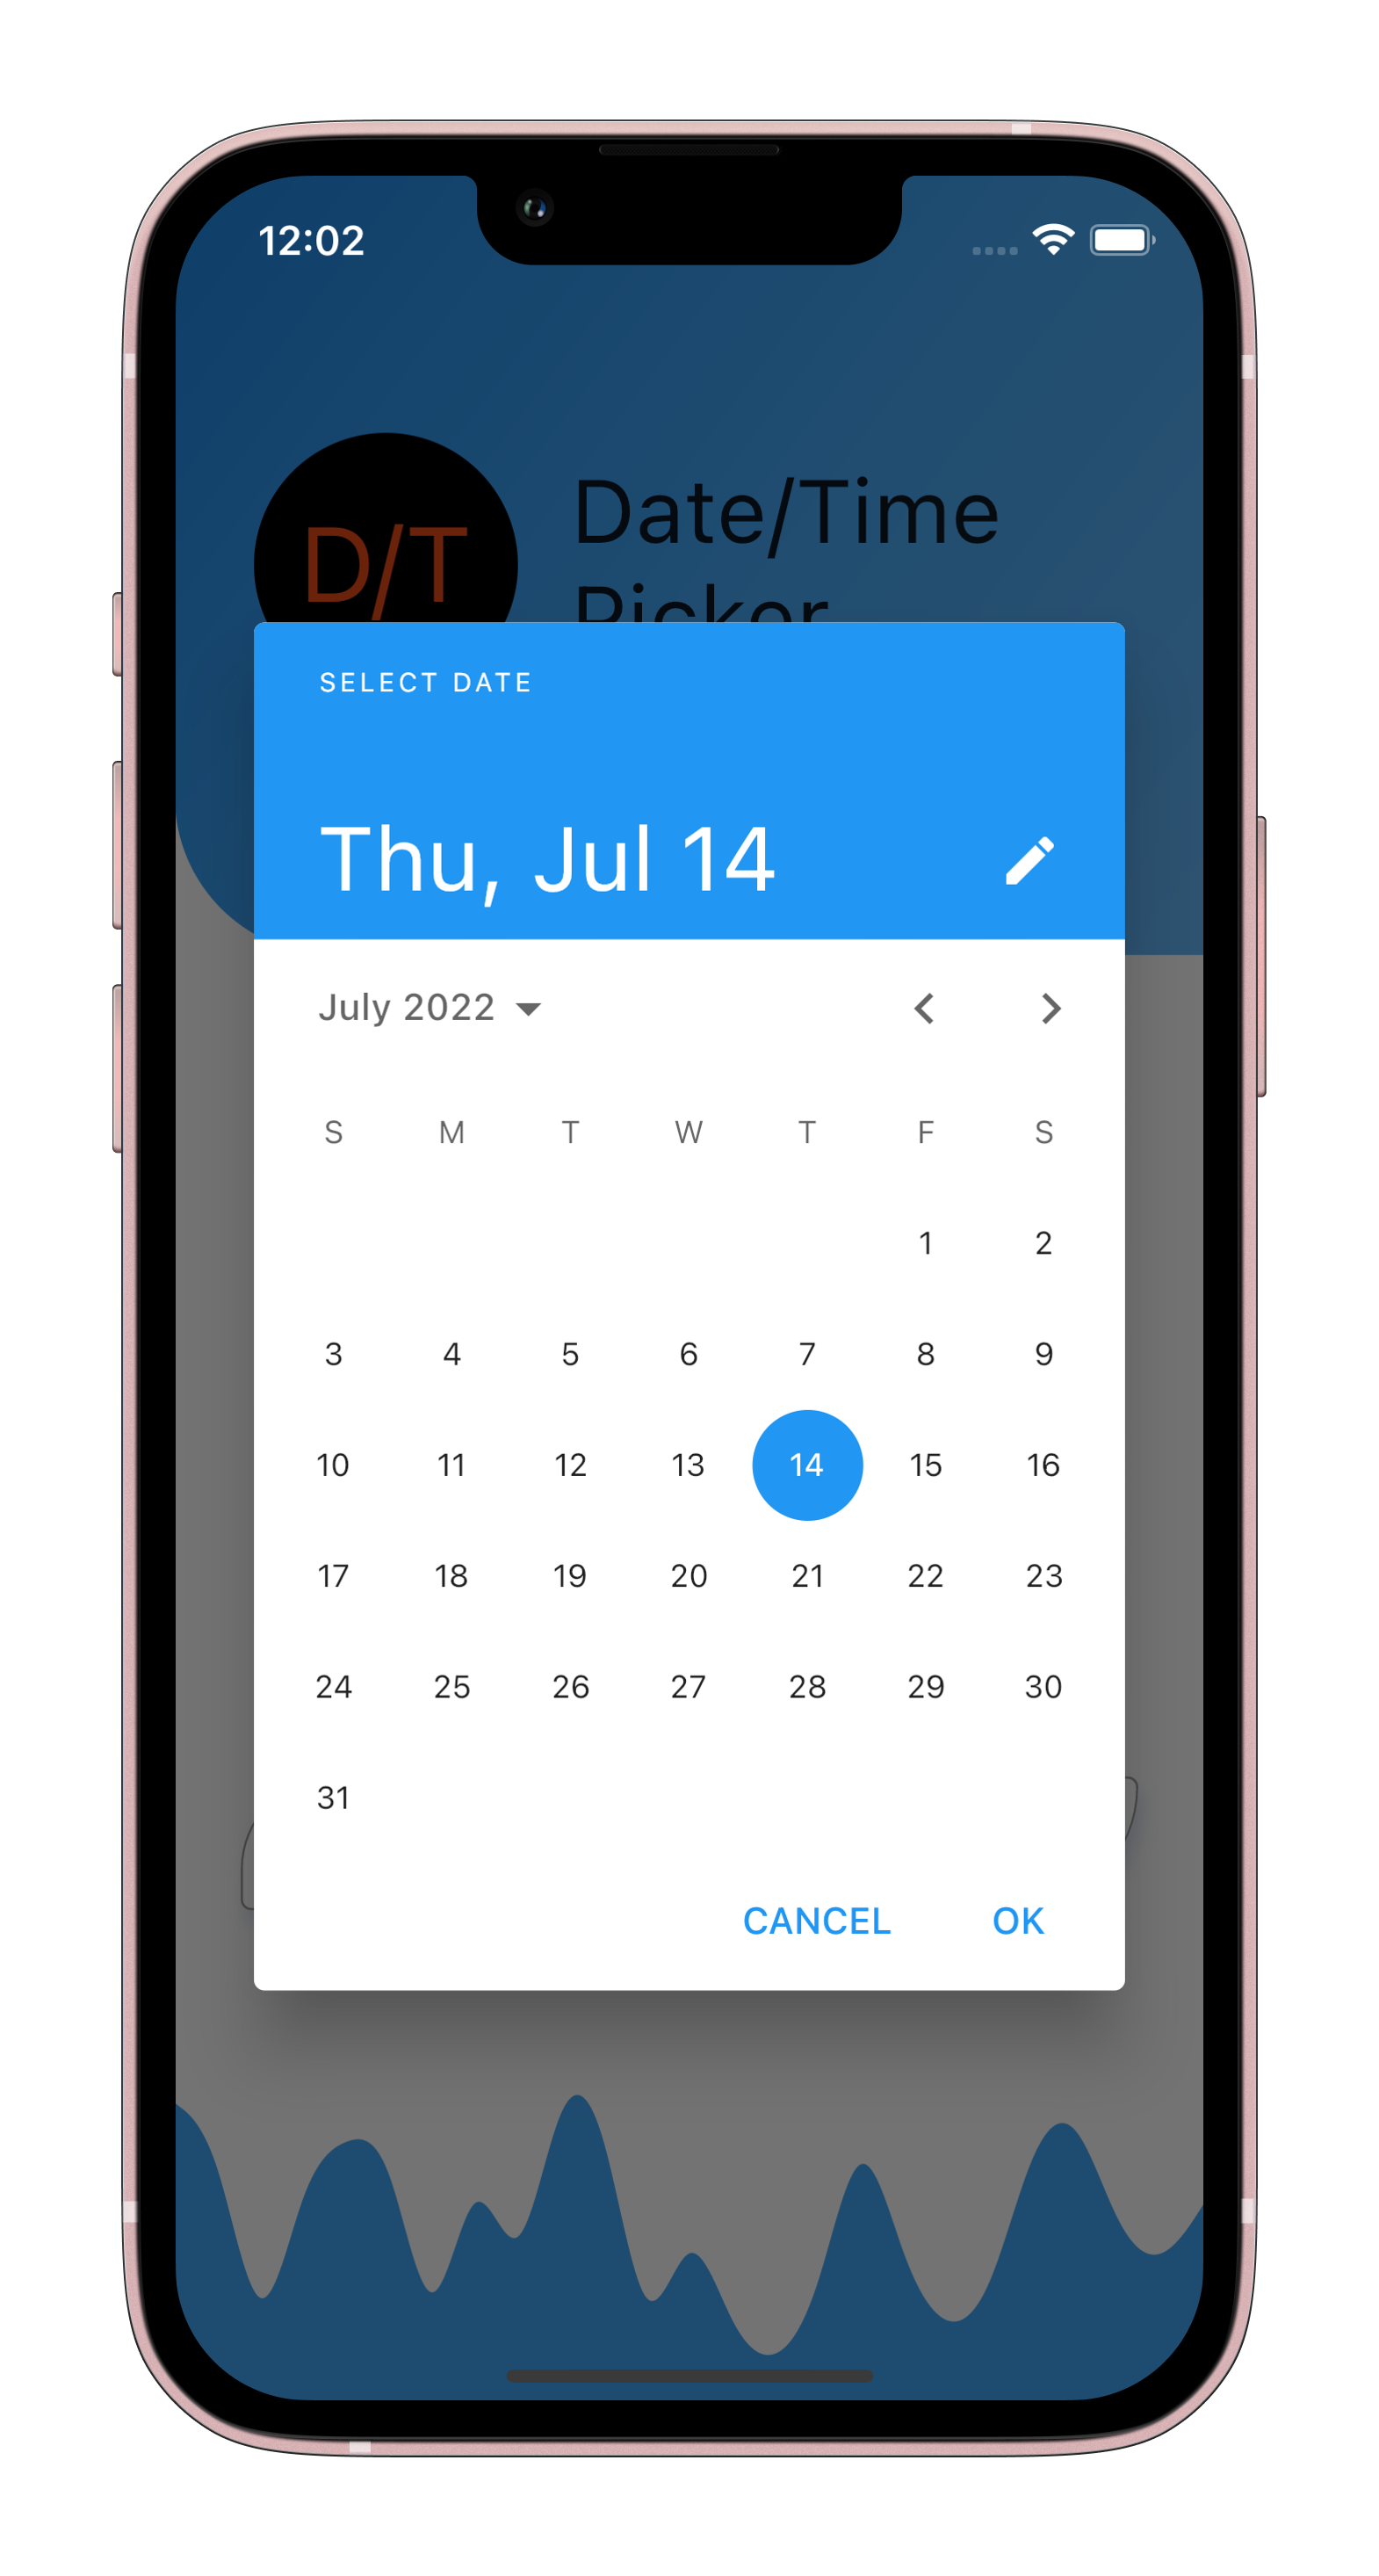 12:02
D/T
Date/Time
Picker
SELECT DATE
Thu, Jul 14
July 2022
S M T W T F S
1 2
3 4 5 6 7 8 9
10 11 12 13 14 15 16
17 18 19 20 21 22 23
24 25 26 27 28 29 30
31
CANCEL OK